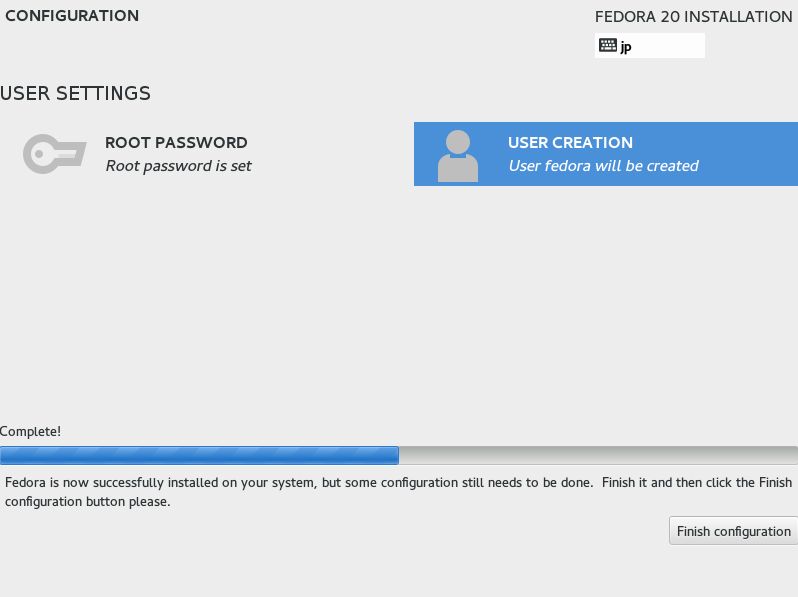 CONFIGURATION
FEDORA 20 INSTALLATION
jp
USER SETTINGS
ROOT PASSWORD
Root password is set
USER CREATION
User fedora will be created
Complete!
Fedora is now successfully installed on your system, but some configuration still needs to be done.  Finish it and then click the Finish
configuration button please.
Finish configuration